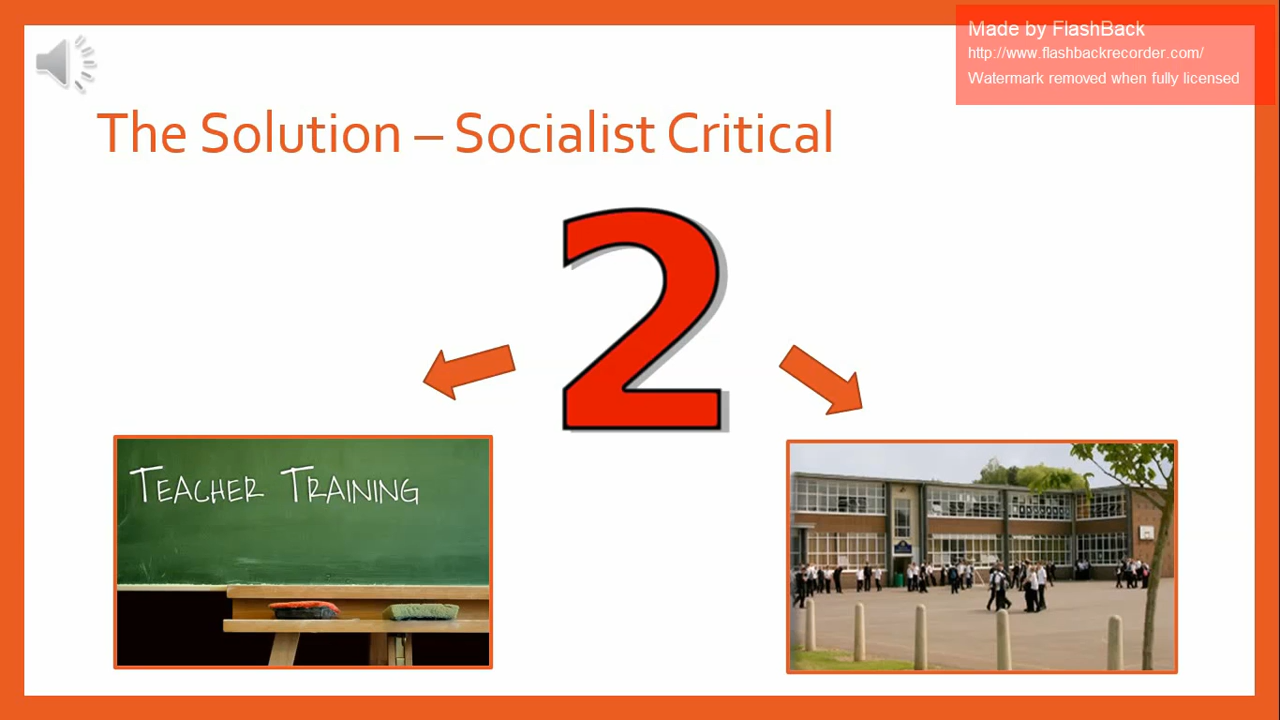 Made by FlashBack
http://www.flashbackrecorder.com/
Watermark removed when fully licensed
The Solution – Socialist Critical
2
TEACHER TRAINING